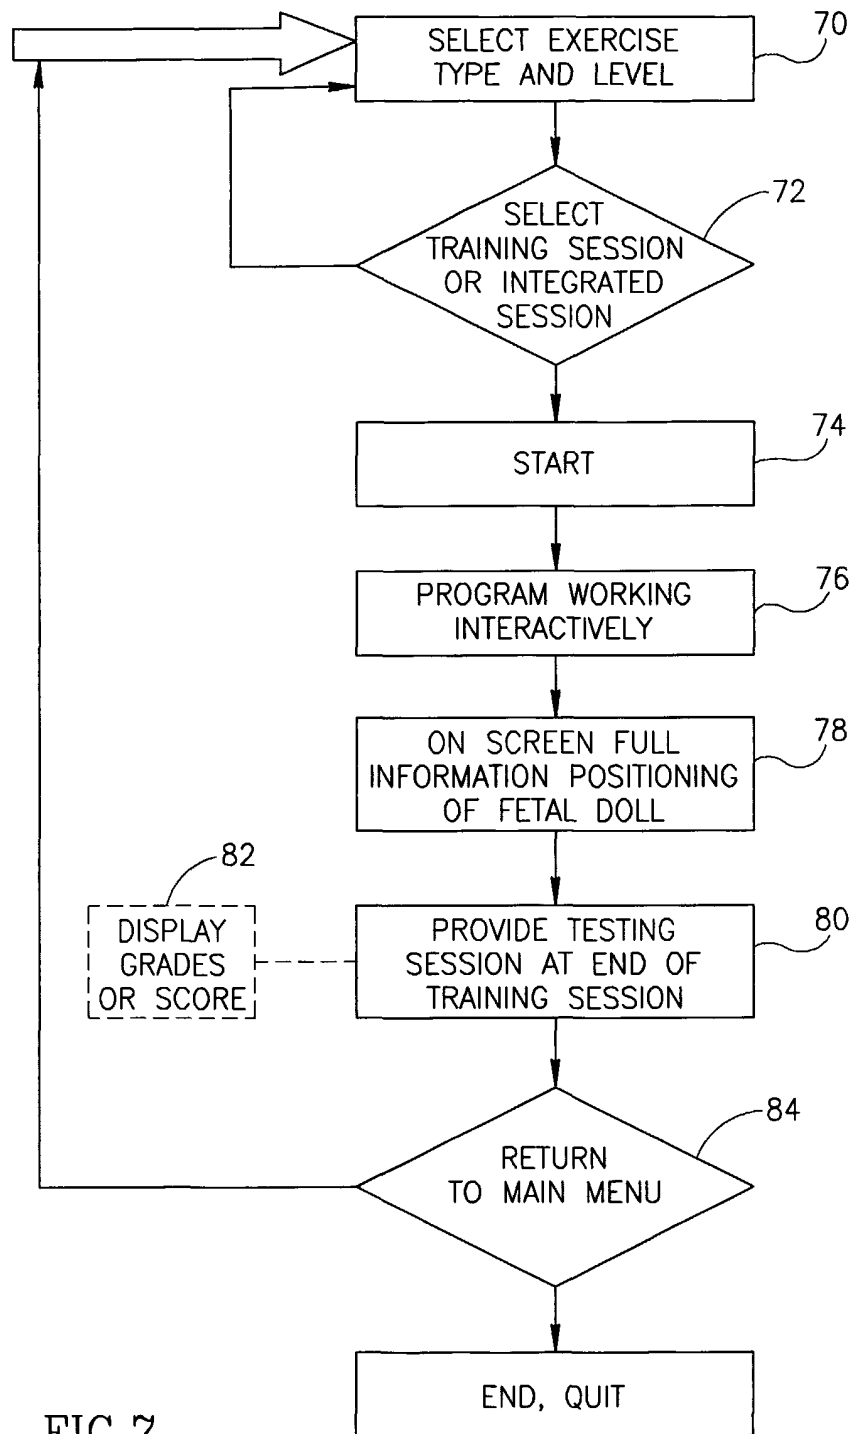 SELECT EXERCISE
TYPE AND LEVEL
70
SELECT
TRAINING SESSION
OR INTEGRATED
SESSION
72
START
74
PROGRAM WORKING
INTERACTIVELY
76
ON SCREEN FULL
INFORMATION POSITIONING
OF FETAL DOLL
78
82
DISPLAY
GRADES
OR SCORE
PROVIDE TESTING
SESSION AT END OF
TRAINING SESSION
80
RETURN
TO MAIN MENU
84
END, QUIT
FIG. 7